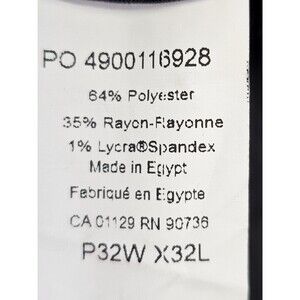 PO 4900116928
64% Polyester
35% Rayon-Rayonne
1% Lycra®Spandex
Made in Egypt
Fabriqué en Egypte
CA 01129 RN 90736
P32W X32L